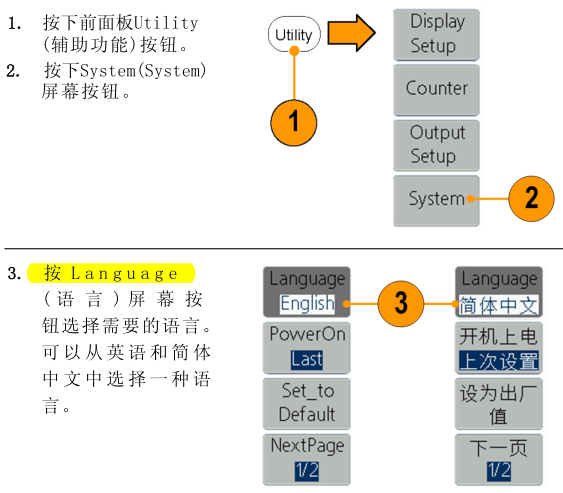 1. 按下前面板Utility
(辅助功能)按钮。
2. 按下System(System)
屏幕按钮。
Utility
1
Display
Setup
Counter
Output
Setup
System
2
3. 按 Language
(语言)屏幕按
钮选择需要的语言。
可以从英语和简体
中文中选择一种语
言。
Language
English
PowerOn
Last
Set_to
Default
NextPage
1/2
3
Language
简体中文
开机上电
上次设置
设为出厂
值
下一页
1/2